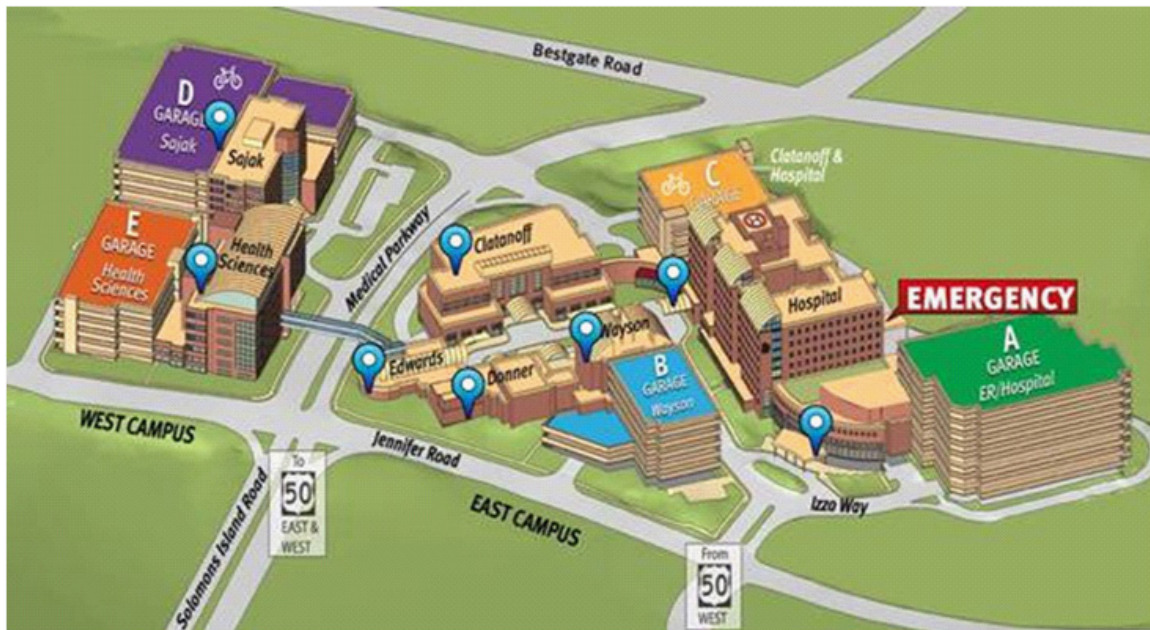 Bestgate Road
D
GARAGE
Sajak
Sajak
Clatanoff &
Hospital
C
GARAGE
E
GARAGE
Health
Sciences
Health
Sciences
Medical Parkway
Clatanoff
H
Hospital
EMERGENCY
A
GARAGE
ER/Hospital
Wayson
Edwards
Donner
B
GARAGE
Wayson
WEST CAMPUS
Jennifer Road
EAST CAMPUS
Izzo Way
Solomons Island Road
To
50
EAST &
WEST
From
50
WEST